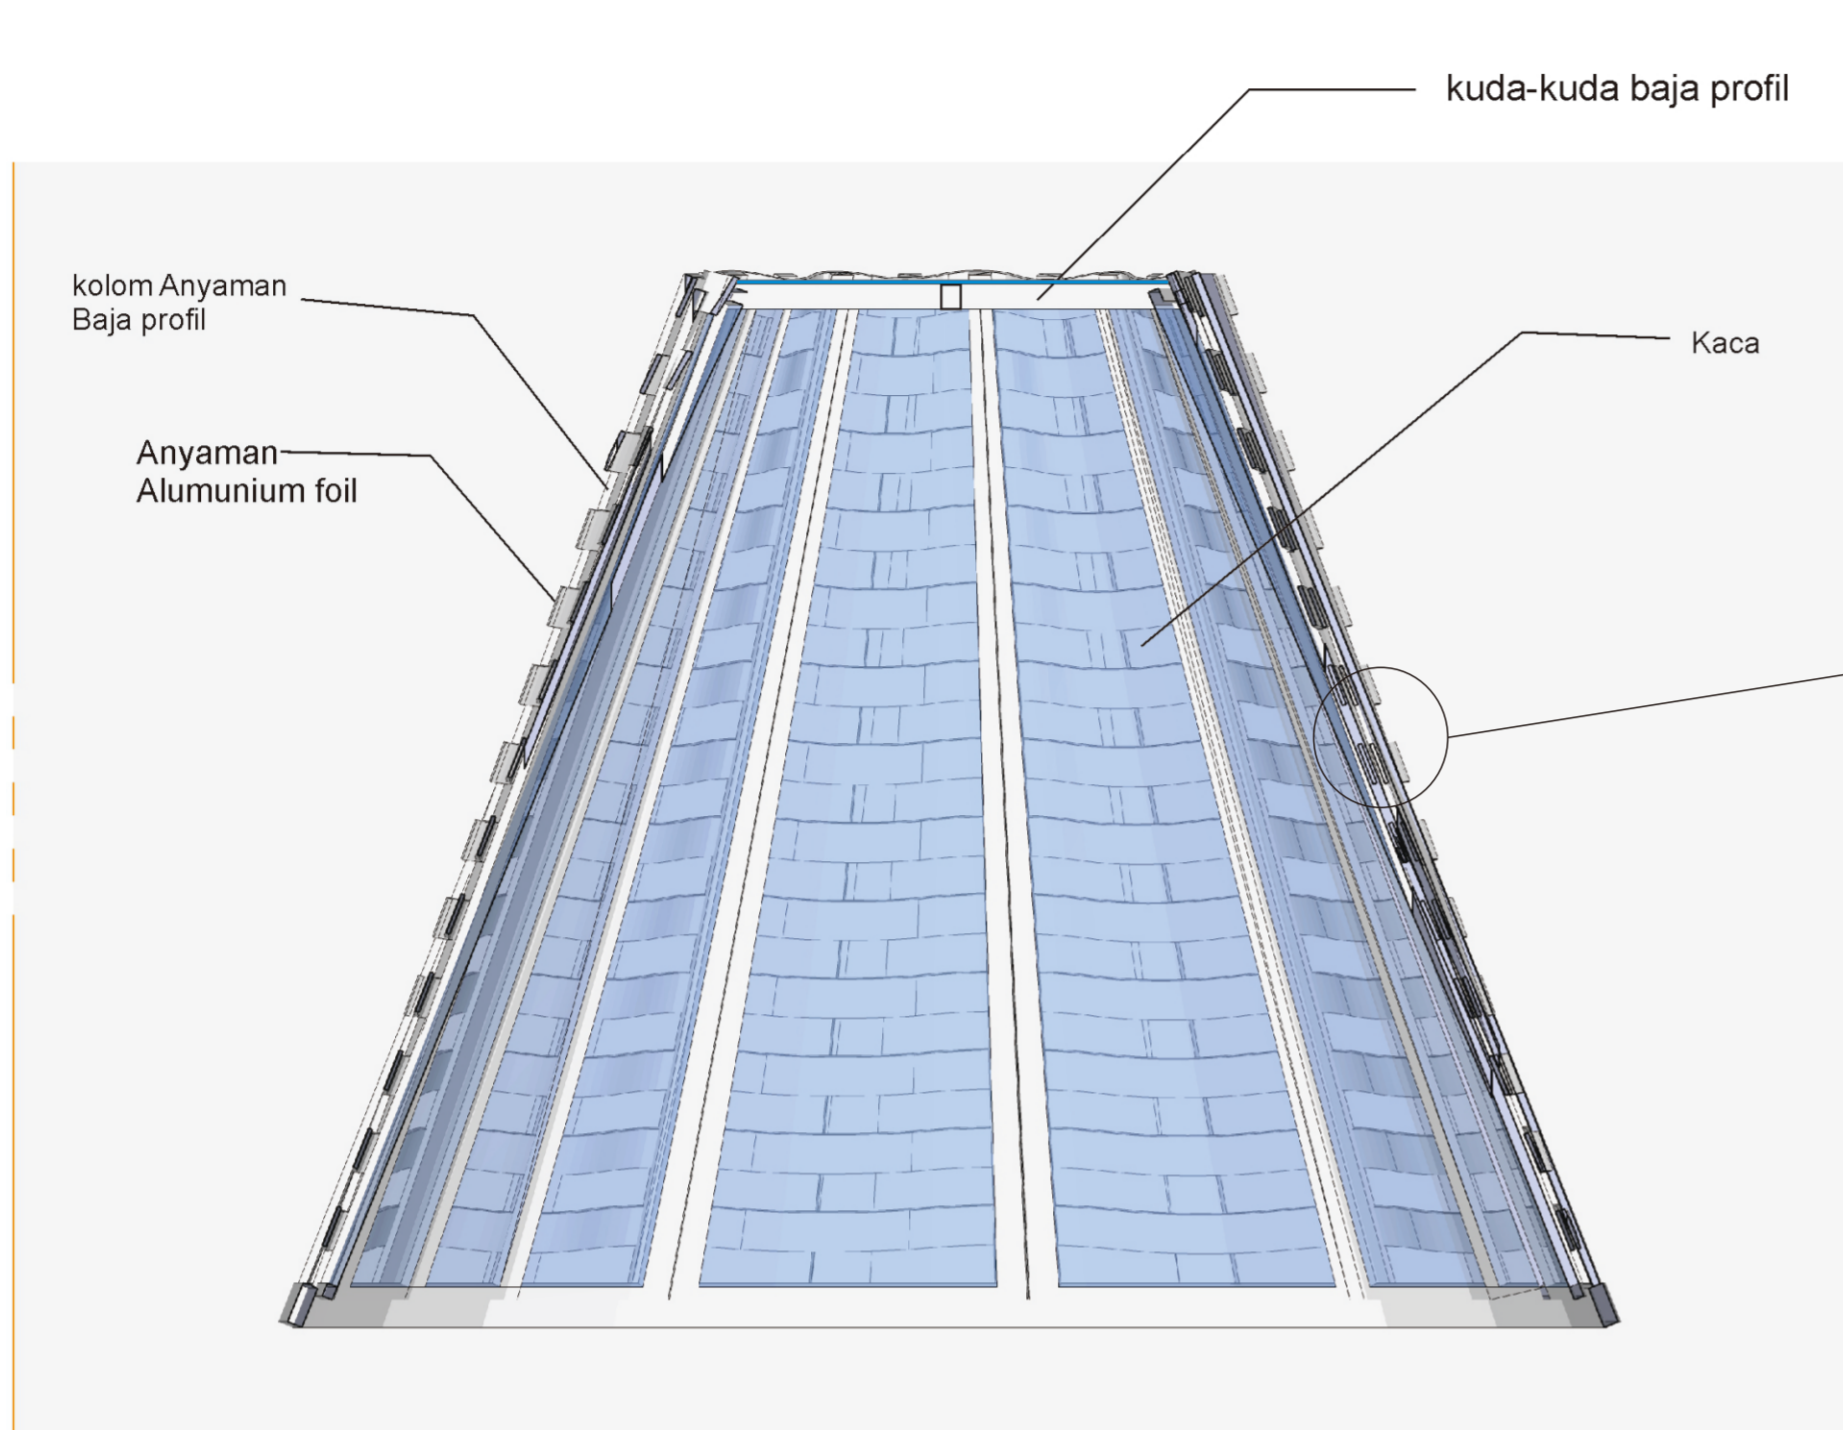 kuda-kuda baja profil
kolom Anyaman
Baja profil
Kaca
Anyaman
Alumunium foil